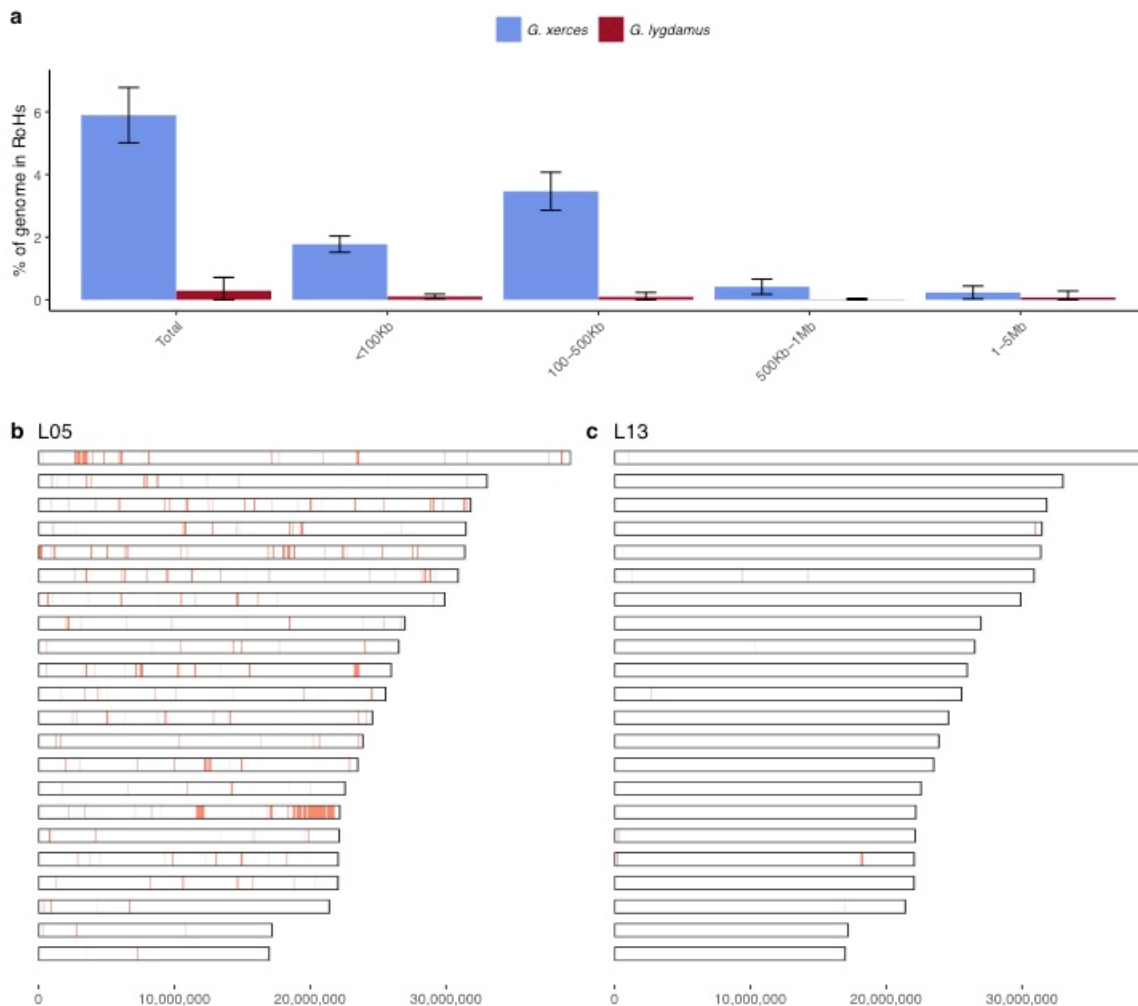 a
G. xerces G. lygdamus
% of genome in RoHs
6
4
2
0
Total <100Kb 100-500Kb 500Kb-1Mb 1-5Mb
b L05
c L13
0 10,000,000 20,000,000 30,000,000
0 10,000,000 20,000,000 30,000,000